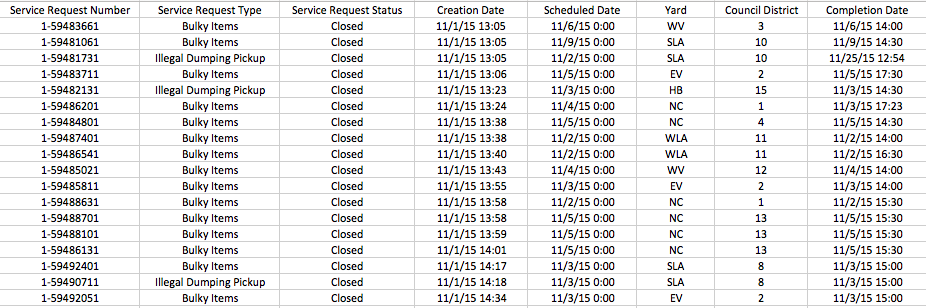 Service Request Number Service Request Type Service Request Status Creation Date Scheduled Date Yard Council District Completion Date
1-59483661 Bulky Items Closed 11/1/15 13:05 11/6/15 0:00 WV 3 11/6/15 14:00
1-59481061 Bulky Items Closed 11/1/15 13:05 11/9/15 0:00 SLA 10 11/9/15 14:30
1-59481731 Illegal Dumping Pickup Closed 11/1/15 13:05 11/2/15 0:00 SLA 10 11/25/15 12:54
1-59483711 Bulky Items Closed 11/1/15 13:06 11/5/15 0:00 EV 2 11/5/15 17:30
1-59482131 Illegal Dumping Pickup Closed 11/1/15 13:23 11/3/15 0:00 HB 15 11/3/15 14:30
1-59486201 Bulky Items Closed 11/1/15 13:24 11/4/15 0:00 NC 1 11/3/15 17:23
1-59484801 Bulky Items Closed 11/1/15 13:38 11/5/15 0:00 NC 4 11/5/15 14:30
1-59487401 Bulky Items Closed 11/1/15 13:38 11/2/15 0:00 WLA 11 11/2/15 14:00
1-59486541 Bulky Items Closed 11/1/15 13:40 11/2/15 0:00 WLA 11 11/2/15 16:30
1-59485021 Bulky Items Closed 11/1/15 13:43 11/4/15 0:00 WV 12 11/4/15 14:00
1-59485811 Bulky Items Closed 11/1/15 13:55 11/3/15 0:00 EV 2 11/3/15 14:00
1-59488631 Bulky Items Closed 11/1/15 13:58 11/2/15 0:00 NC 1 11/2/15 15:30
1-59488701 Bulky Items Closed 11/1/15 13:58 11/5/15 0:00 NC 13 11/5/15 15:30
1-59488101 Bulky Items Closed 11/1/15 13:59 11/5/15 0:00 NC 13 11/5/15 15:30
1-59486131 Bulky Items Closed 11/1/15 14:01 11/5/15 0:00 NC 13 11/5/15 15:30
1-59492401 Bulky Items Closed 11/1/15 14:17 11/3/15 0:00 SLA 8 11/3/15 15:00
1-59490711 Illegal Dumping Pickup Closed 11/1/15 14:18 11/3/15 0:00 SLA 8 11/3/15 15:00
1-59492051 Bulky Items Closed 11/1/15 14:34 11/3/15 0:00 EV 2 11/3/15 15:00